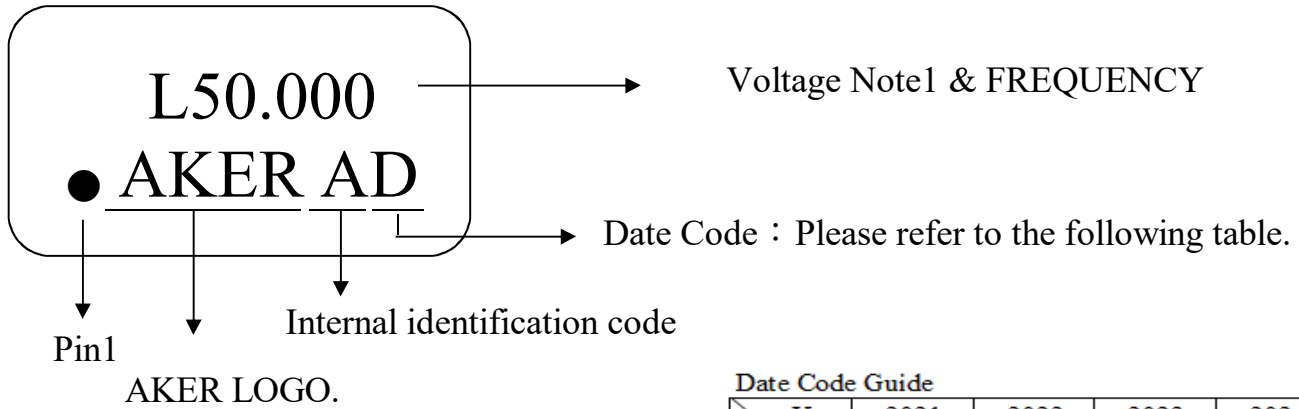 L50.000
Voltage Note1 & FREQUENCY
● AKER AD
Date Code：Please refer to the following table.
Internal identification code
Pin1
AKER LOGO.
Date Code Guide